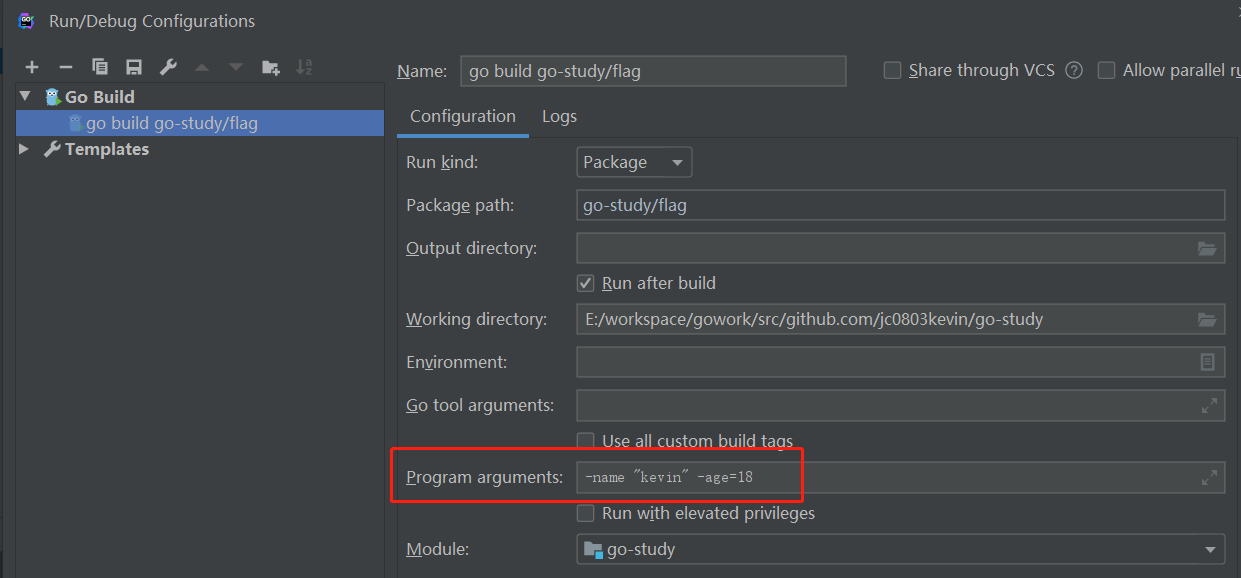 Run/Debug Configurations
Name: go build go-study/flag Share through VCS Allow parallel
Go Build
go build go-study/flag
Templates
Configuration Logs
Run kind: Package
Package path: go-study/flag
Output directory:
Run after build
Working directory: E:/workspace/gowork/src/github.com/jc0803kevin/go-study
Environment:
Go tool arguments:
Use all custom build tags
Program arguments: -name "kevin" -age=18
Run with elevated privileges
Module: go-study